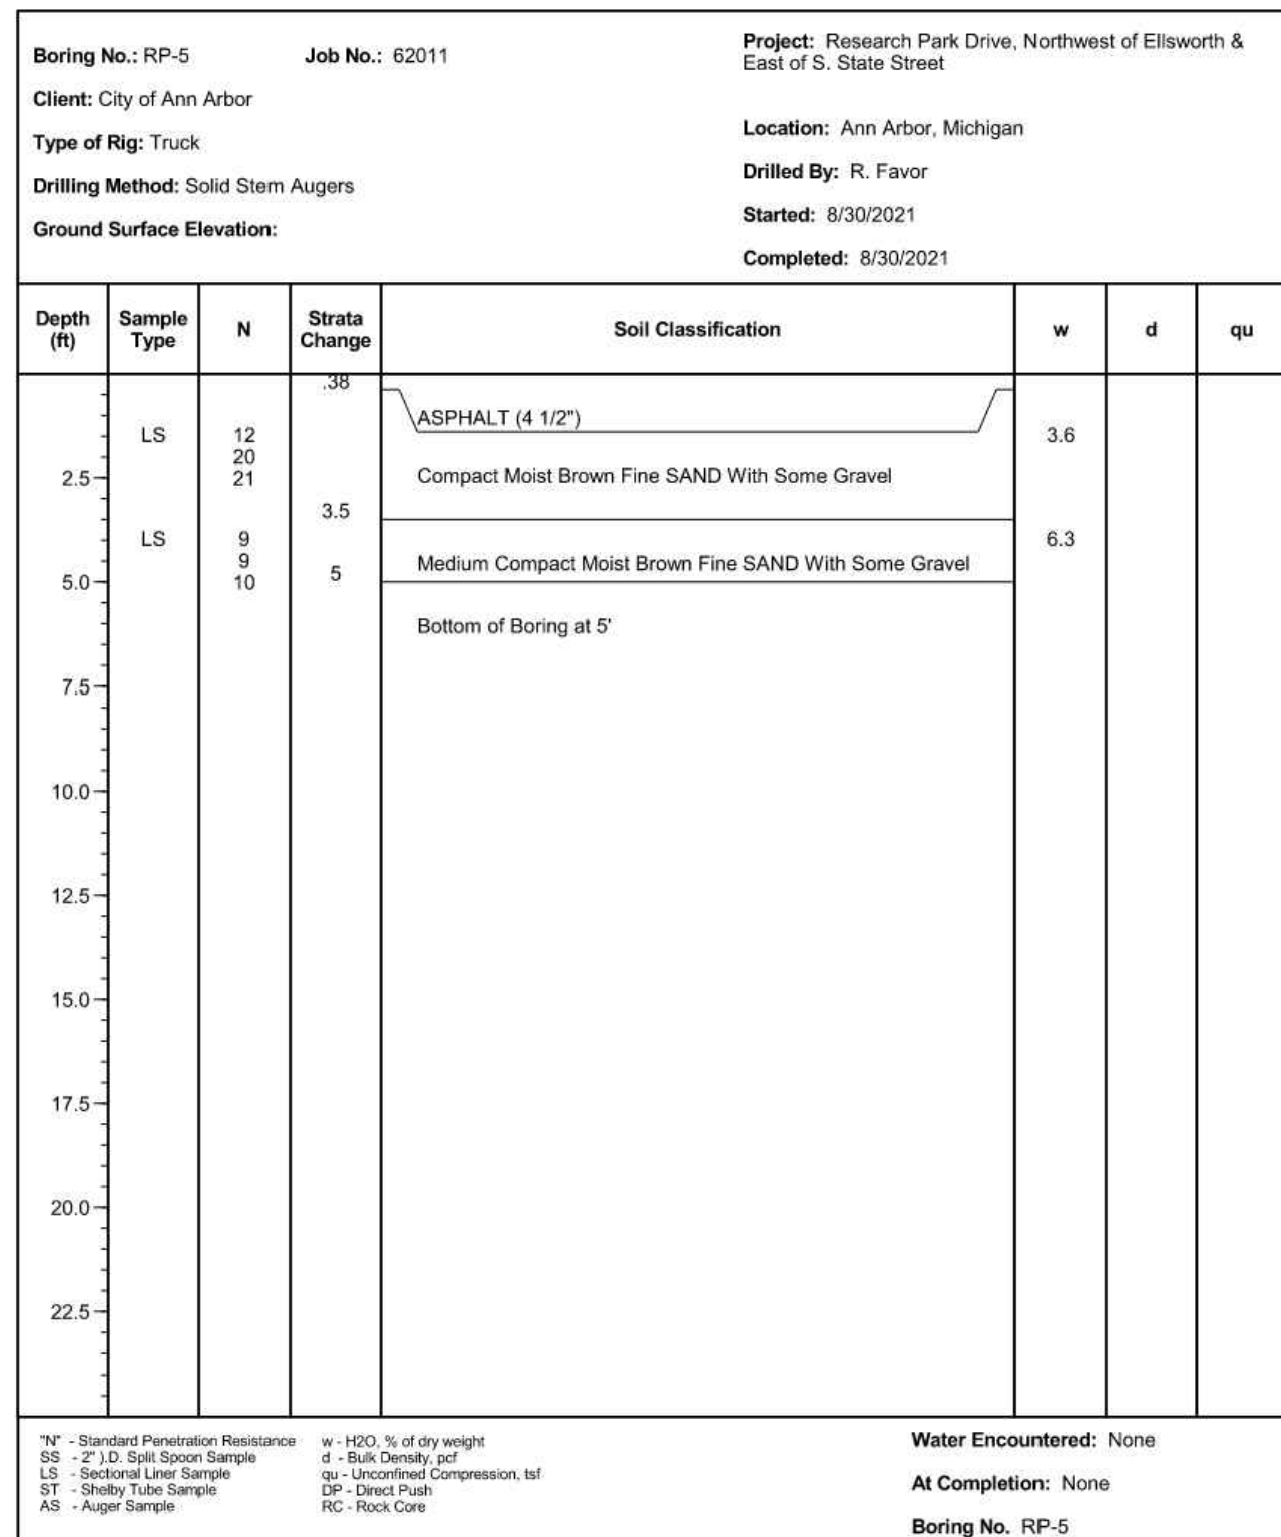 Boring No.: RP-5 Job No.: 62011
Client: City of Ann Arbor
Type of Rig: Truck
Drilling Method: Solid Stem Augers
Ground Surface Elevation:
Project: Research Park Drive, Northwest of Ellsworth &
East of S. State Street
Location: Ann Arbor, Michigan
Drilled By: R. Favor
Started: 8/30/2021
Completed: 8/30/2021
Depth (ft) Sample Type N Strata Change Soil Classification w d qu
.38
ASPHALT (4 1/2")
LS 12 3.6
20
2.5 21 Compact Moist Brown Fine SAND With Some Gravel
3.5
LS 9 6.3
9 Medium Compact Moist Brown Fine SAND With Some Gravel
5.0 10 5
Bottom of Boring at 5'
7.5
10.0
12.5
15.0
17.5
20.0
22.5
"N" - Standard Penetration Resistance
SS - 2" ).D. Split Spoon Sample
LS - Sectional Liner Sample
ST - Shelby Tube Sample
AS - Auger Sample
w - H2O, % of dry weight
d - Bulk Density, pcf
qu - Unconfined Compression, tsf
DP - Direct Push
RC - Rock Core
Water Encountered: None
At Completion: None
Boring No. RP-5